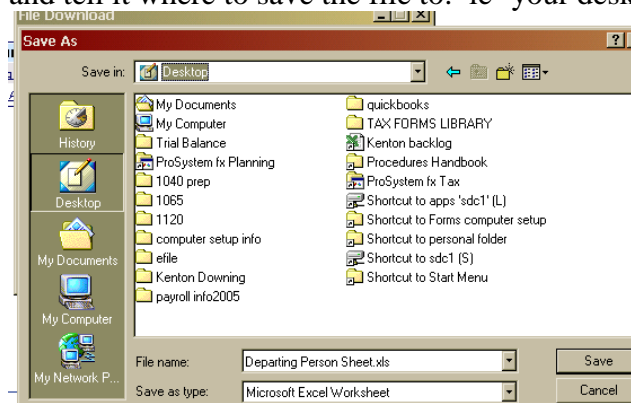 and tell it where to save the file to. ie your desk
File Download
Save As
Save in:
Desktop
History
Desktop
My Documents
My Computer
My Network P...
My Documents
My Computer
Trial Balance
ProSystem fx Planning
1040 prep
1065
1120
computer setup info
efile
Kenton Downing
payroll info2005
quickbooks
TAX FORMS LIBRARY
Kenton backlog
Procedures Handbook
ProSystem fx Tax
Shortcut to apps 'sdc1' (L)
Shortcut to Forms computer setup
Shortcut to personal folder
Shortcut to sdc1 (S)
Shortcut to Start Menu
File name:
Departing Person Sheet.xls
Save
Save as type:
Microsoft Excel Worksheet
Cancel